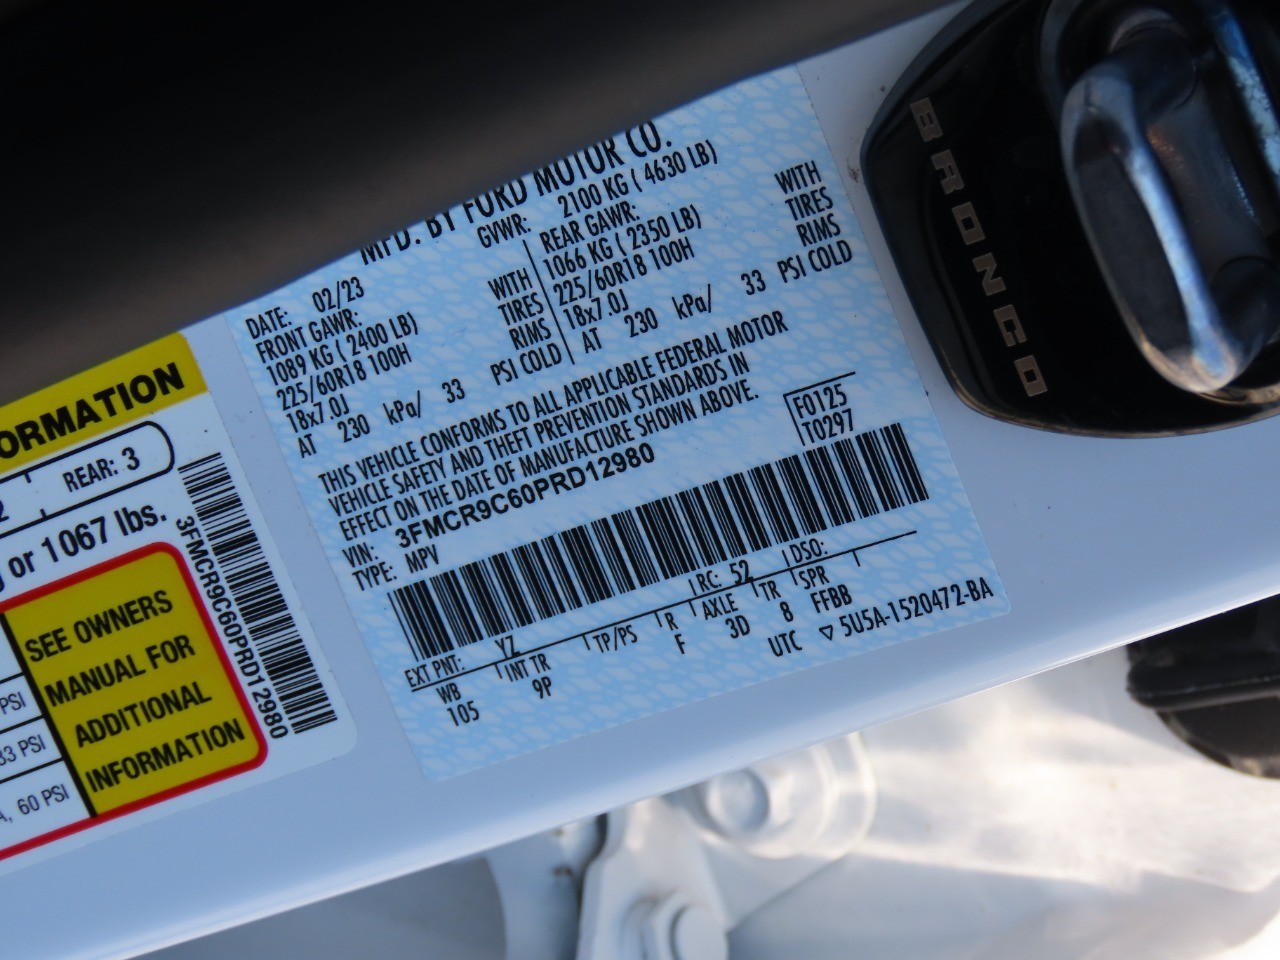 MFD. BY FORD MOTOR CO.
DATE: 02/23 GVWR: 2100 KG ( 4630 LB)
FRONT GAWR: REAR GAWR:
1089 KG ( 2400 LB) WITH 1066 KG ( 2350 LB) WITH
225/60R18 100H TIRES 225/60R18 100H TIRES
18x7.0J RIMS 18x7.0J RIMS
AT 230 kPa/ 33 PSI COLD AT 230 kPa/ 33 PSI COLD
THIS VEHICLE CONFORMS TO ALL APPLICABLE FEDERAL MOTOR
VEHICLE SAFETY AND THEFT PREVENTION STANDARDS IN
EFFECT ON THE DATE OF MANUFACTURE SHOWN ABOVE.
VIN: 3FMCR9C60PRD12980
TYPE: MPV
F0125
T0297
EXT PNT: YZ RC: 52 DSO:
WB INT TR TP/PS R AXLE TR SPR
105 9P F 3D 8 FFBB
UTC ▽ 5U5A-1520472-BA
BRONCO
ORMATION
REAR: 3
or 1067 lbs.
3FMCR9C60PRD12980
SEE OWNERS
MANUAL FOR
ADDITIONAL
INFORMATION
PSI
33 PSI
A, 60 PSI